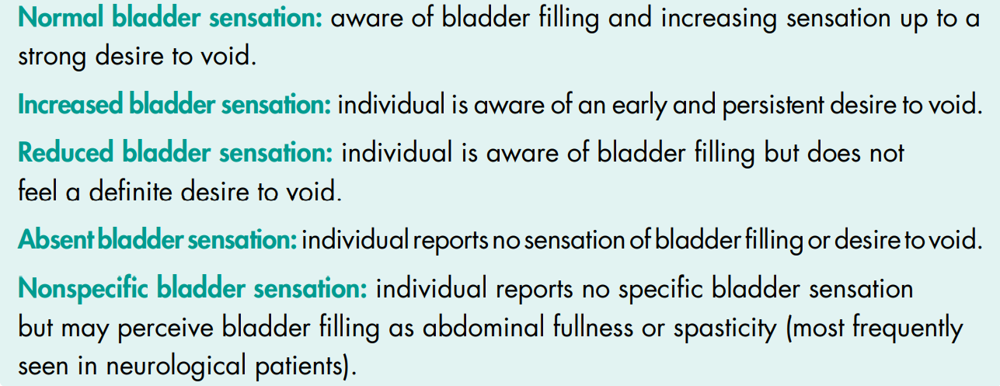 Normal bladder sensation: aware of bladder filling and increasing sensation up to a
strong desire to void.
Increased bladder sensation: individual is aware of an early and persistent desire to void.
Reduced bladder sensation: individual is aware of bladder filling but does not
feel a definite desire to void.
Absent bladder sensation: individual reports no sensation of bladder filling or desire to void.
Nonspecific bladder sensation: individual reports no specific bladder sensation
but may perceive bladder filling as abdominal fullness or spasticity (most frequently
seen in neurological patients).